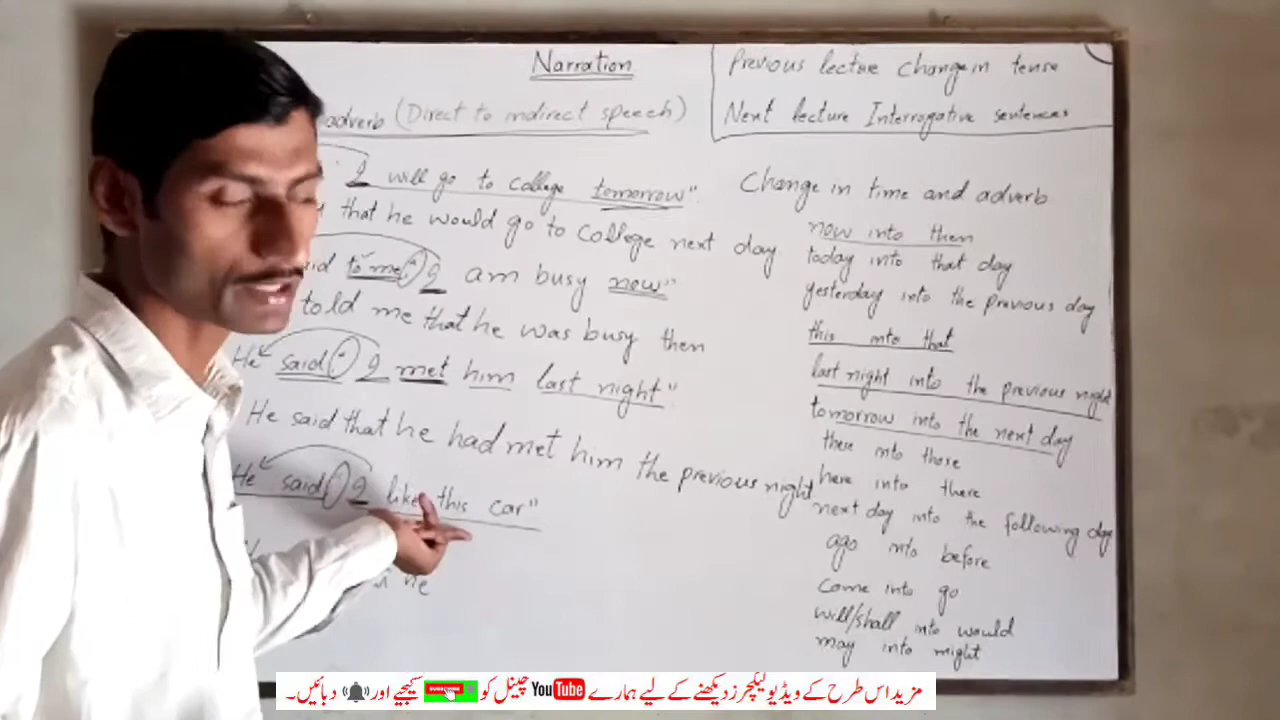 Narration
adverb (Direct to indirect speech)
Previous lecture change in tense
Next lecture Interrogative sentences
I will go to College tomorrow"
that he would go to College next day
said to me, "I am busy now"
told me that he was busy then
He said, "I met him last night"
He said that he had met him the previous night
He said, "I like this car"
he
Change in time and adverb
now into then
today into that day
yesterday into the previous day
this into that
last night into the previous night
tomorrow into the next day
these into those
here into there
next day into the following day
ago into before
come into go
will/shall into would
may into might
مزید اس طرح کے ویڈیو لیکچرز دیکھنے کے لیے ہمارے YouTube چینل کو SUBSCRIBE کیجیے اور دبائیں۔